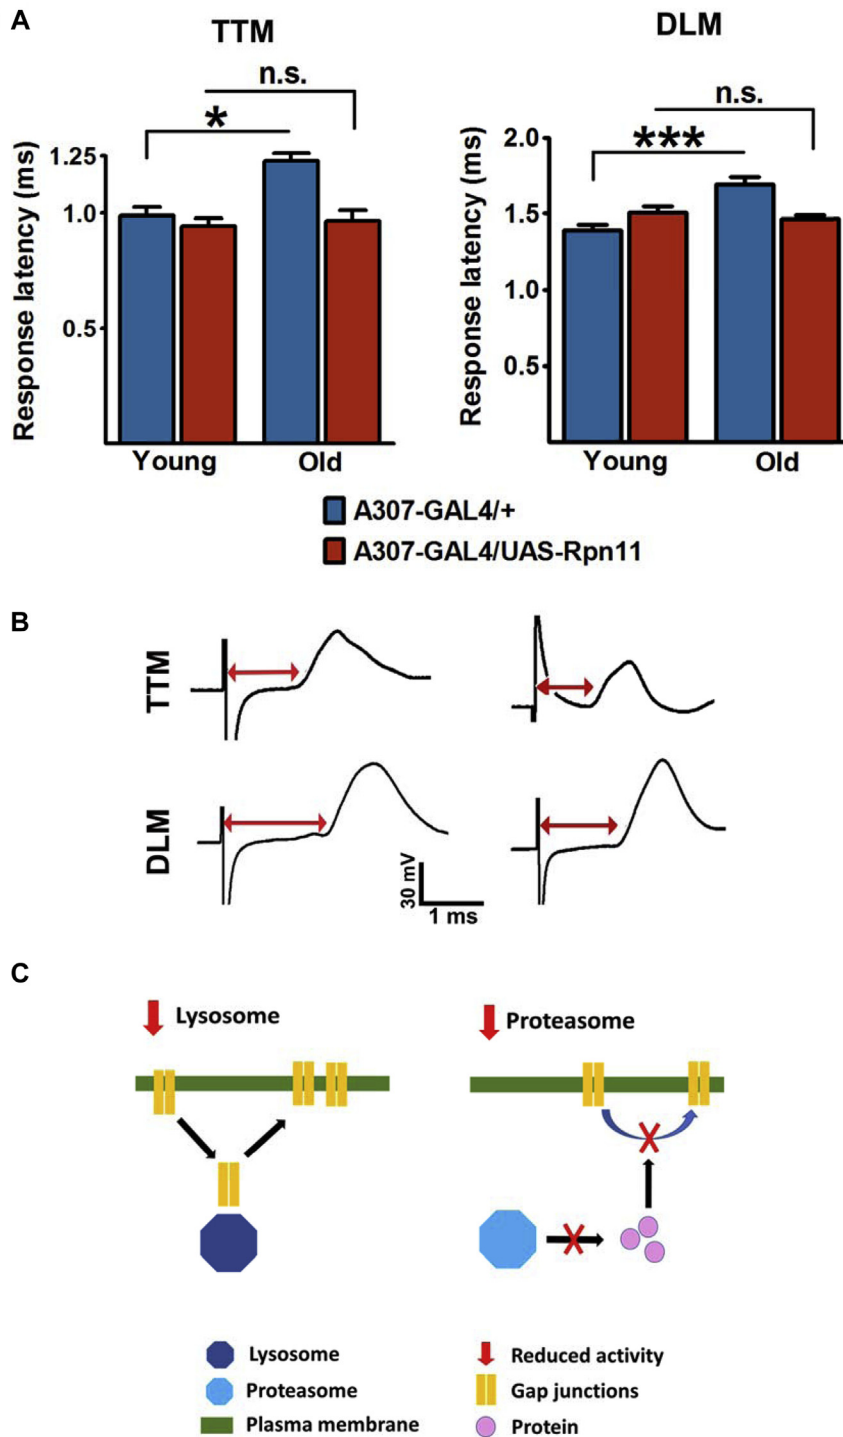 A
TTM
DLM
n.s.
n.s.
*
***
Response latency (ms)
1.25
1.0
0.5
Young
Old
Response latency (ms)
2.0
1.5
1.0
0.5
Young
Old
A307-GAL4/+
A307-GAL4/UAS-Rpn11
B
TTM
DLM
30 mV
1 ms
C
Lysosome
Proteasome
Lysosome
Proteasome
Plasma membrane
Reduced activity
Gap junctions
Protein